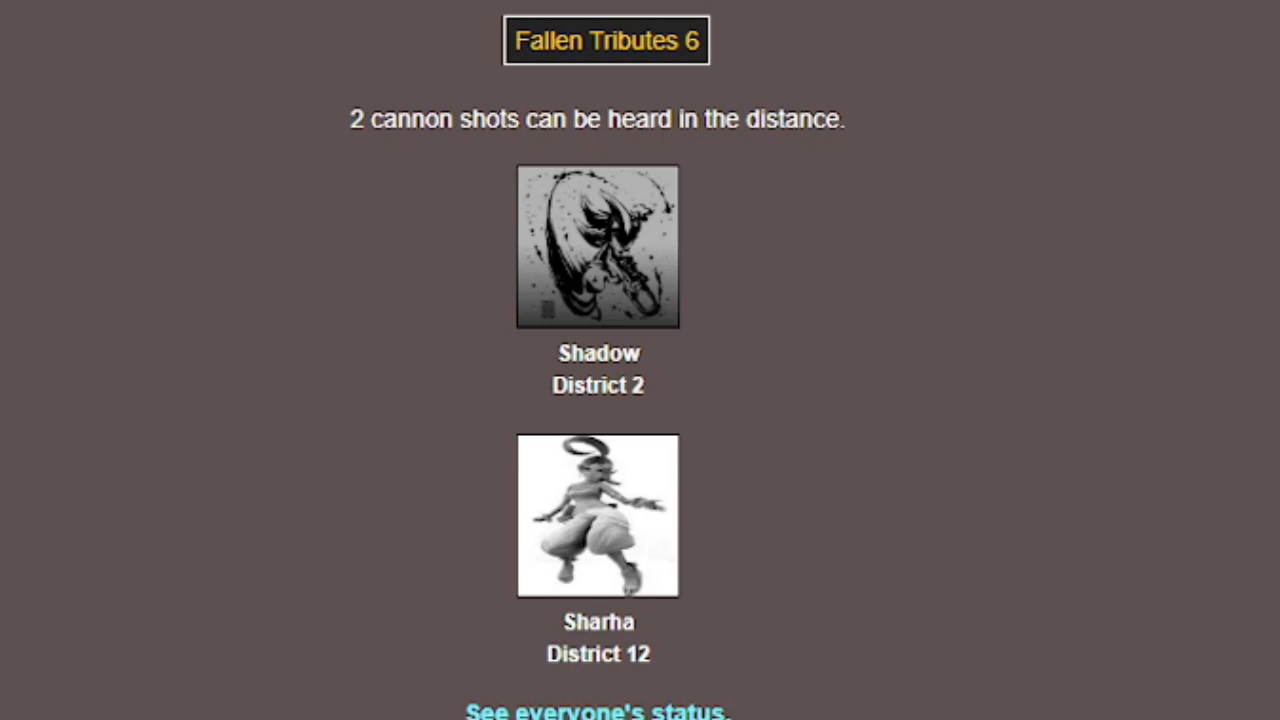 Fallen Tributes 6
2 cannon shots can be heard in the distance.
Shadow
District 2
Sharha
District 12
See everyone's status.